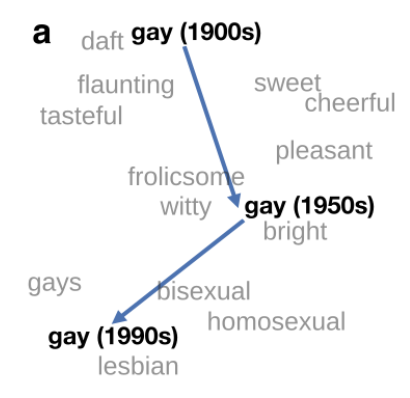 a
daft gay (1900s)
flaunting
sweet
cheerful
tasteful
pleasant
frolicsome
witty
gay (1950s)
bright
gays
bisexual
homosexual
gay (1990s)
lesbian